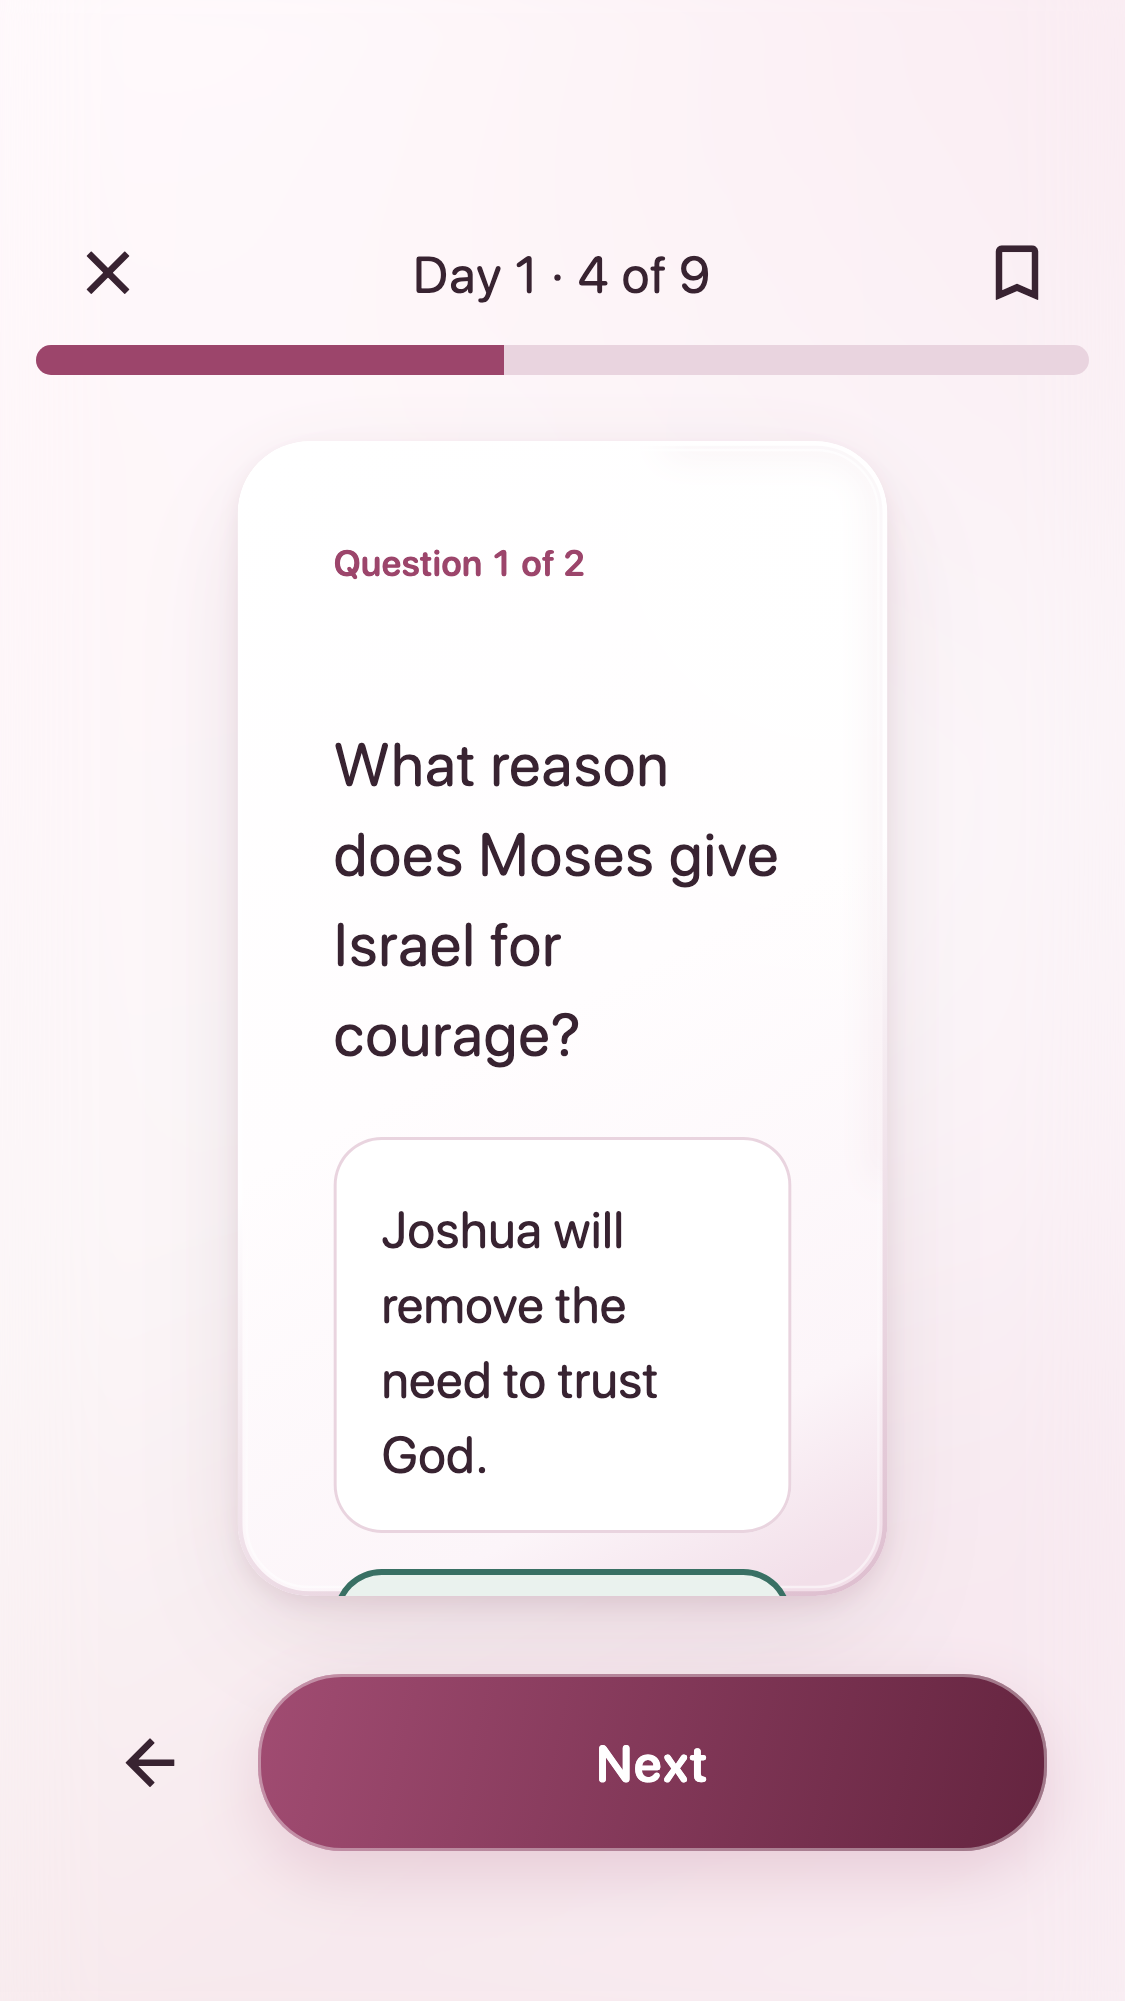 Day 1 · 4 of 9
Question 1 of 2
What reason
does Moses give
Israel for
courage?
Joshua will
remove the
need to trust
God.
Next